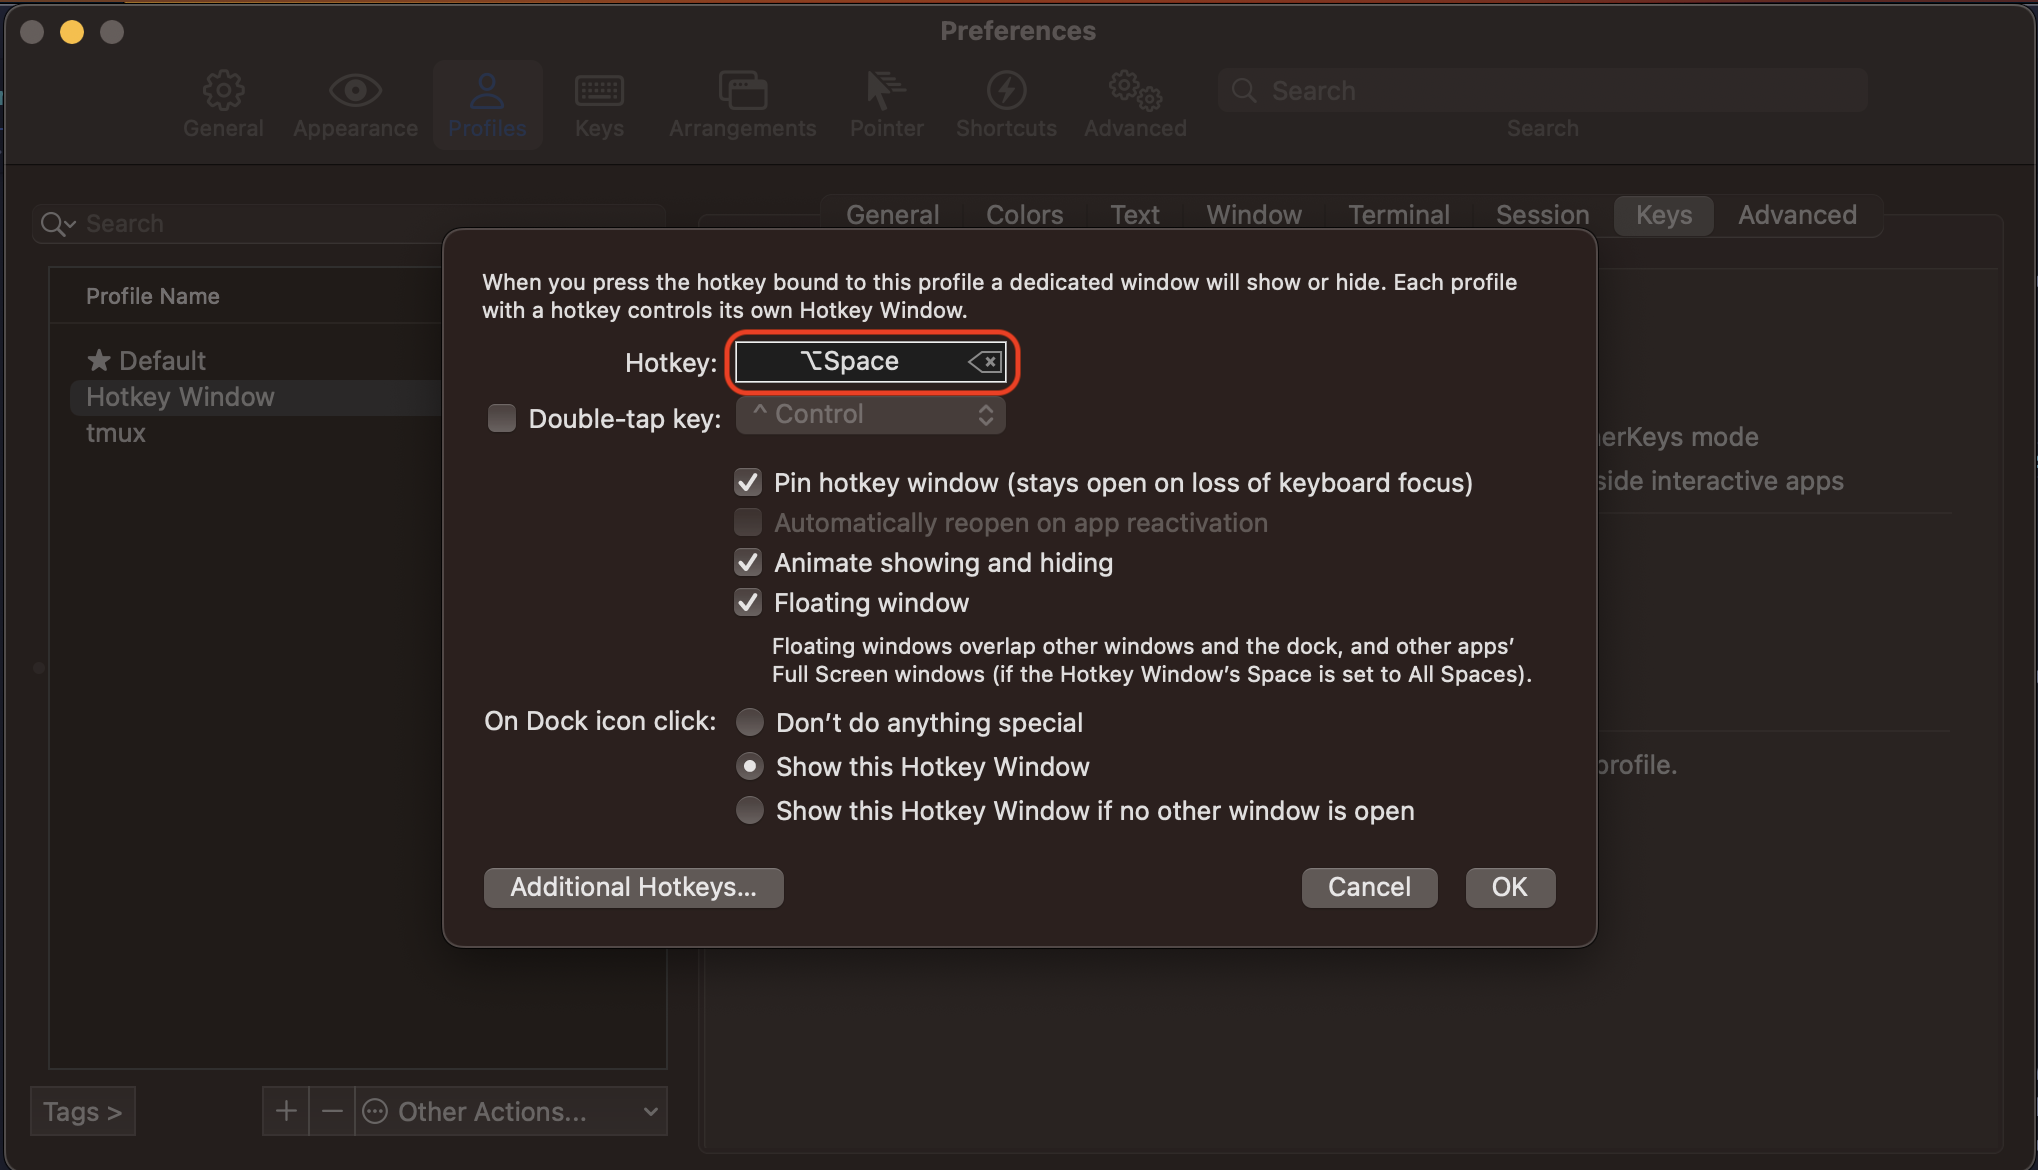 Preferences
General
Appearance
Profiles
Keys
Arrangements
Pointer
Shortcuts
Advanced
Search
Search
Search
General
Colors
Text
Window
Terminal
Session
Keys
Advanced
Profile Name
★ Default
Hotkey Window
tmux
When you press the hotkey bound to this profile a dedicated window will show or hide. Each profile
with a hotkey controls its own Hotkey Window.
Hotkey: ⌥Space
Double-tap key: ^ Control
Pin hotkey window (stays open on loss of keyboard focus)
Automatically reopen on app reactivation
Animate showing and hiding
Floating window
Floating windows overlap other windows and the dock, and other apps’
Full Screen windows (if the Hotkey Window’s Space is set to All Spaces).
On Dock icon click: Don’t do anything special
Show this Hotkey Window
Show this Hotkey Window if no other window is open
Additional Hotkeys...
Cancel
OK
erKeys mode
side interactive apps
profile.
Tags >
+
−
Other Actions...